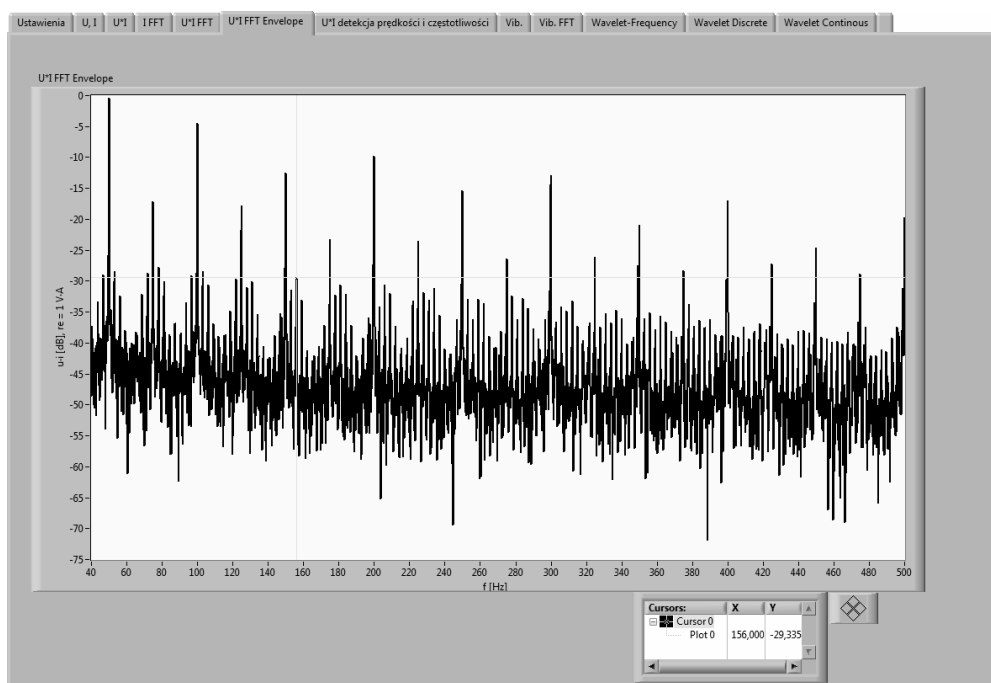 Ustawienia U, I U*I I FFT U*I FFT U*I FFT Envelope U*I detekcja prędkości i częstotliwości Vib. Vib. FFT Wavelet-Frequency Wavelet Discrete Wavelet Continous
U*I FFT Envelope
0
-5
-10
-15
-20
-25
-30
-35
-40
-45
-50
-55
-60
-65
-70
-75
u·i [dB], re = 1 V·A
40 60 80 100 120 140 160 180 200 220 240 260 280 300 320 340 360 380 400 420 440 460 480 500
f [Hz]
Cursors: X Y
Cursor 0
Plot 0 156,000 -29,335